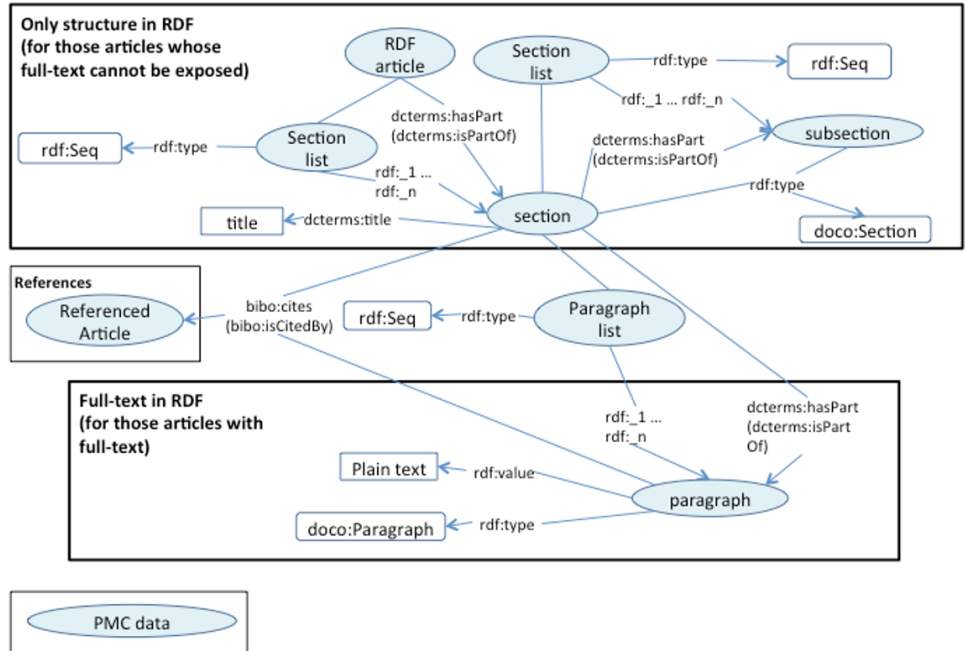 Only structure in RDF
(for those articles whose
full-text cannot be exposed)
RDF
article
Section
list
rdf:type
rdf:Seq
rdf:_1 ... rdf:_n
dcterms:hasPart
(dcterms:isPartOf)
dcterms:hasPart
(dcterms:isPartOf)
subsection
rdf:Seq
rdf:type
Section
list
rdf:_1 ...
rdf:_n
rdf:type
title
dcterms:title
section
doco:Section
References
Referenced
Article
bibo:cites
(bibo:isCitedBy)
rdf:Seq
rdf:type
Paragraph
list
Full-text in RDF
(for those articles with
full-text)
rdf:_1 ...
rdf:_n
dcterms:hasPart
(dcterms:isPart
Of)
Plain text
rdf:value
paragraph
doco:Paragraph
rdf:type
PMC data